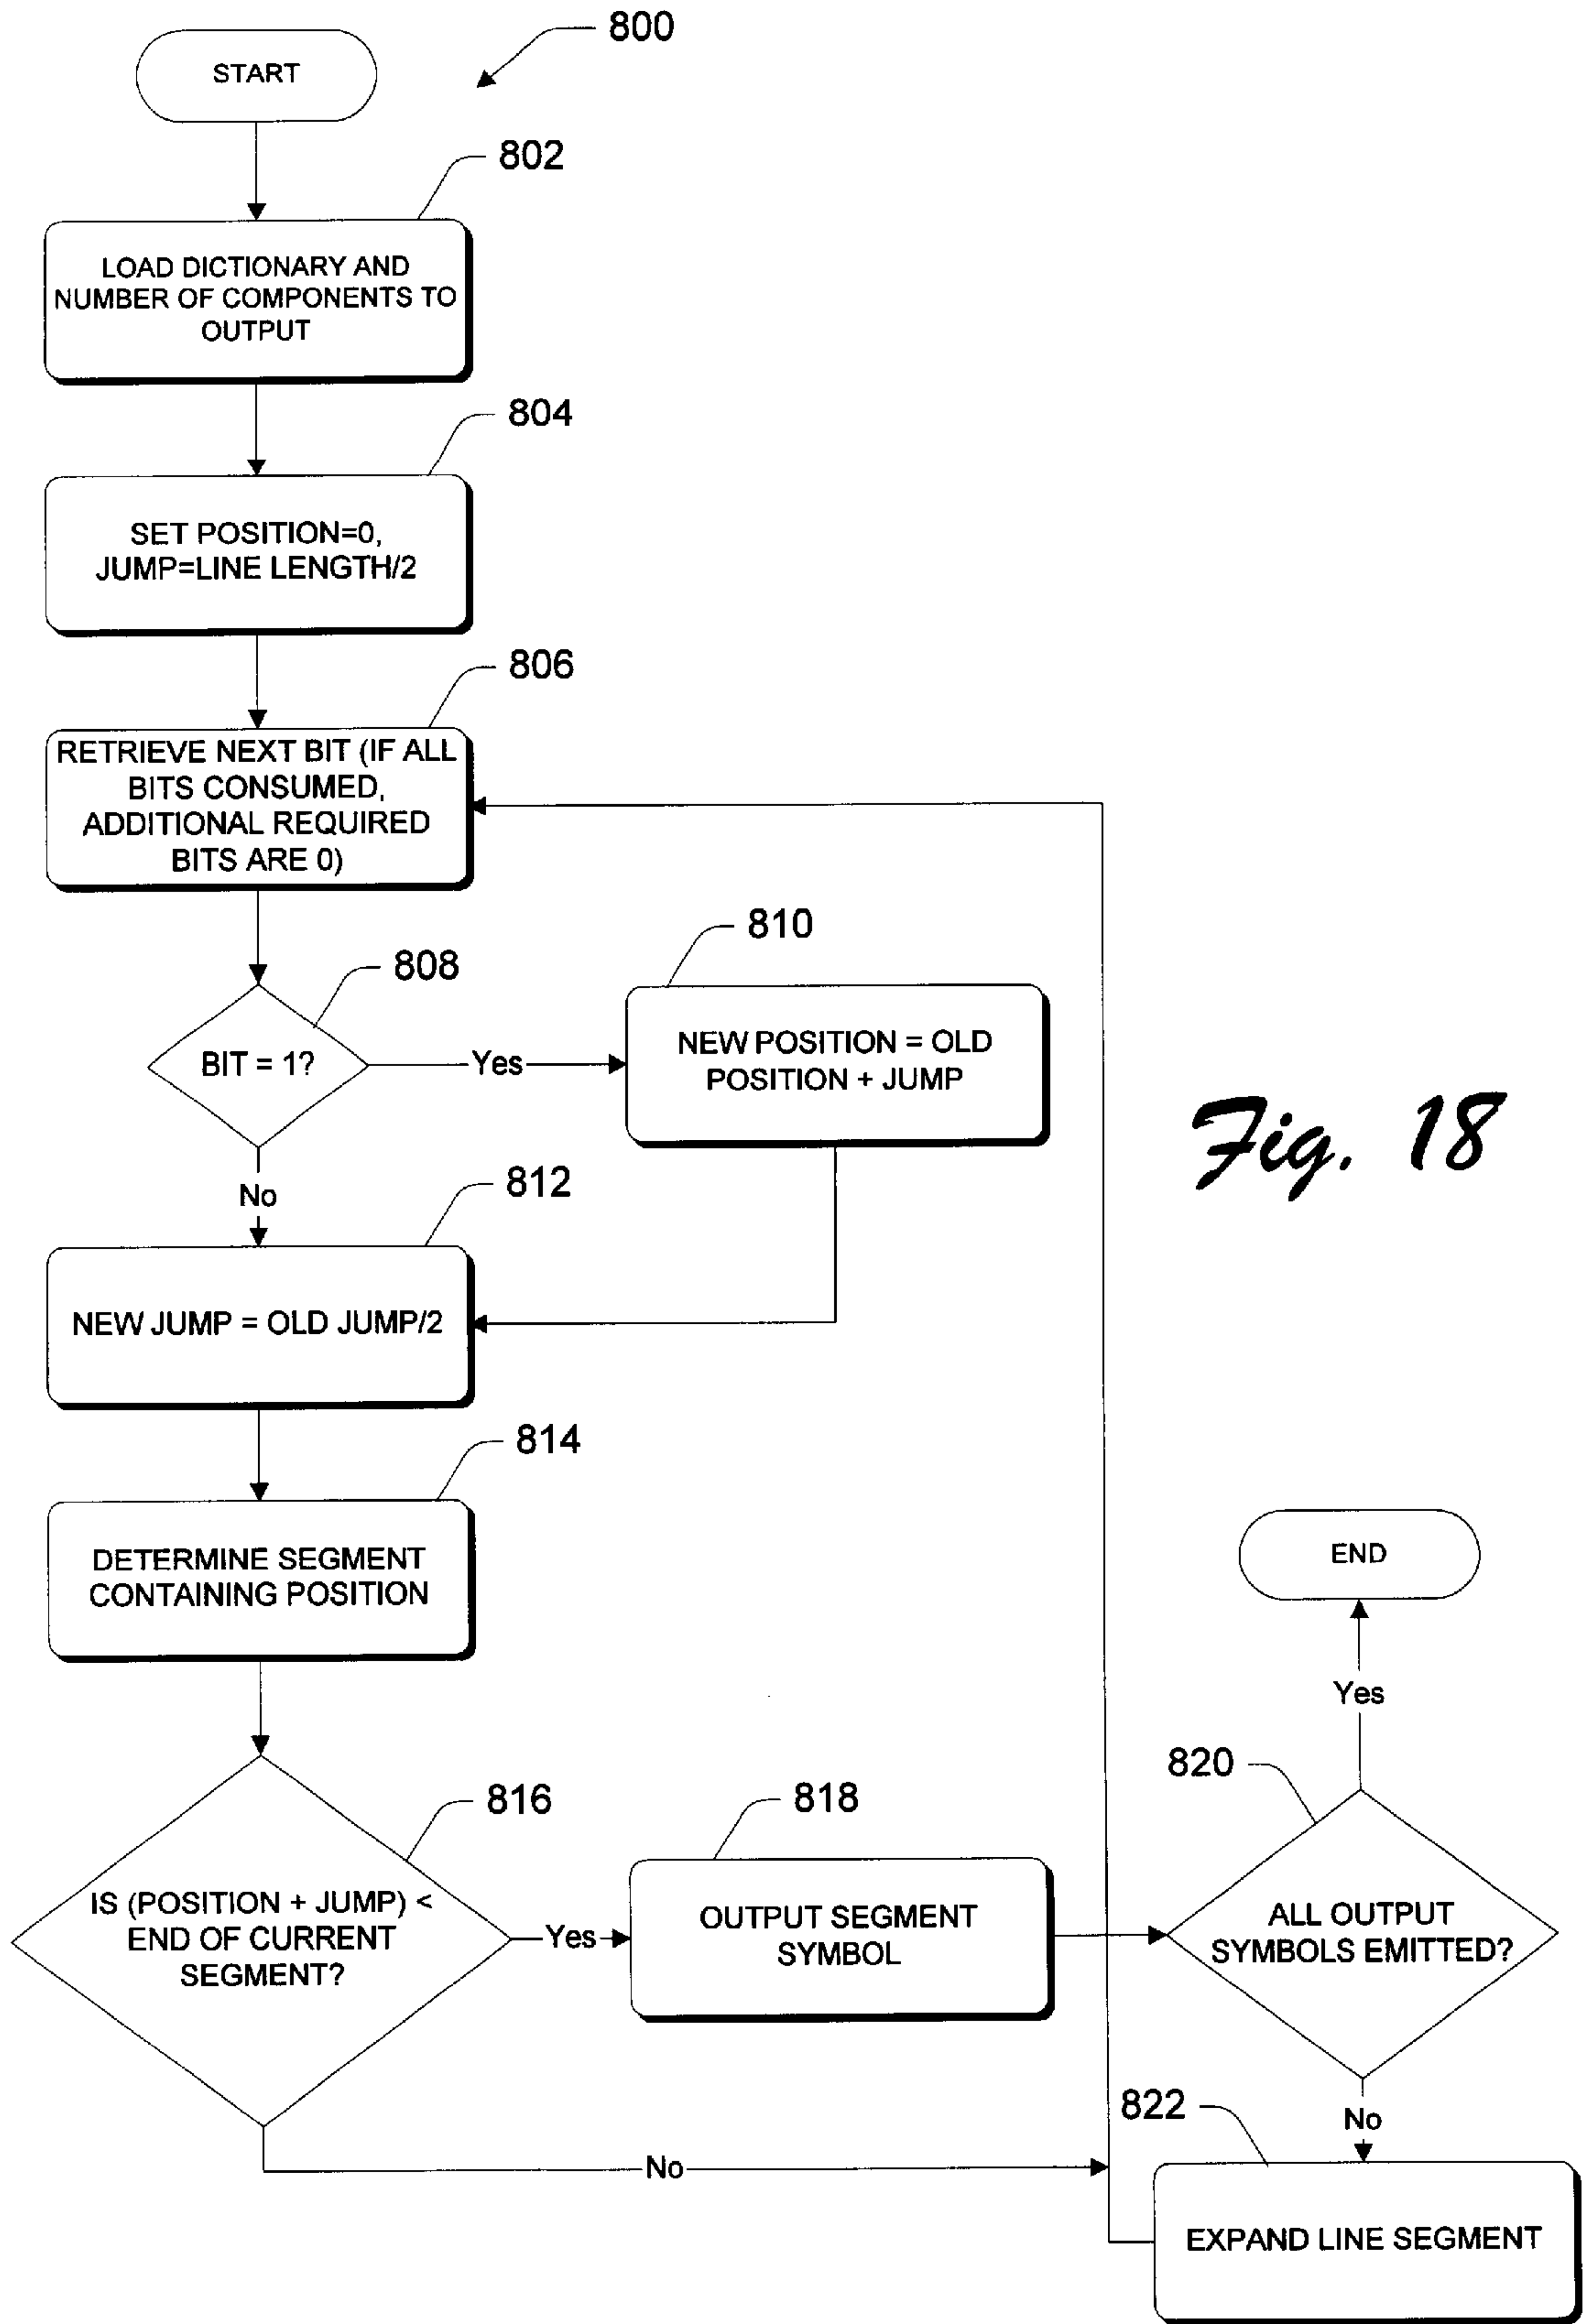 800
START
802
LOAD DICTIONARY AND
NUMBER OF COMPONENTS TO
OUTPUT
804
SET POSITION=0,
JUMP=LINE LENGTH/2
806
RETRIEVE NEXT BIT (IF ALL
BITS CONSUMED,
ADDITIONAL REQUIRED
BITS ARE 0)
808
BIT = 1?
Yes
810
NEW POSITION = OLD
POSITION + JUMP
Fig. 18
No
812
NEW JUMP = OLD JUMP/2
814
DETERMINE SEGMENT
CONTAINING POSITION
816
IS (POSITION + JUMP) <
END OF CURRENT
SEGMENT?
Yes
818
OUTPUT SEGMENT
SYMBOL
END
Yes
820
ALL OUTPUT
SYMBOLS EMITTED?
No
822
No
EXPAND LINE SEGMENT